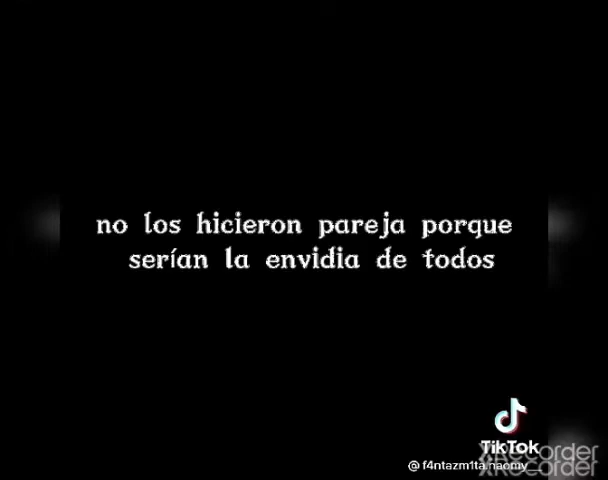 no los hicieron pareja porque
serían la envidia de todos
TikTok
@f4ntazm1ta.naomy
XRecorder
XRecorder